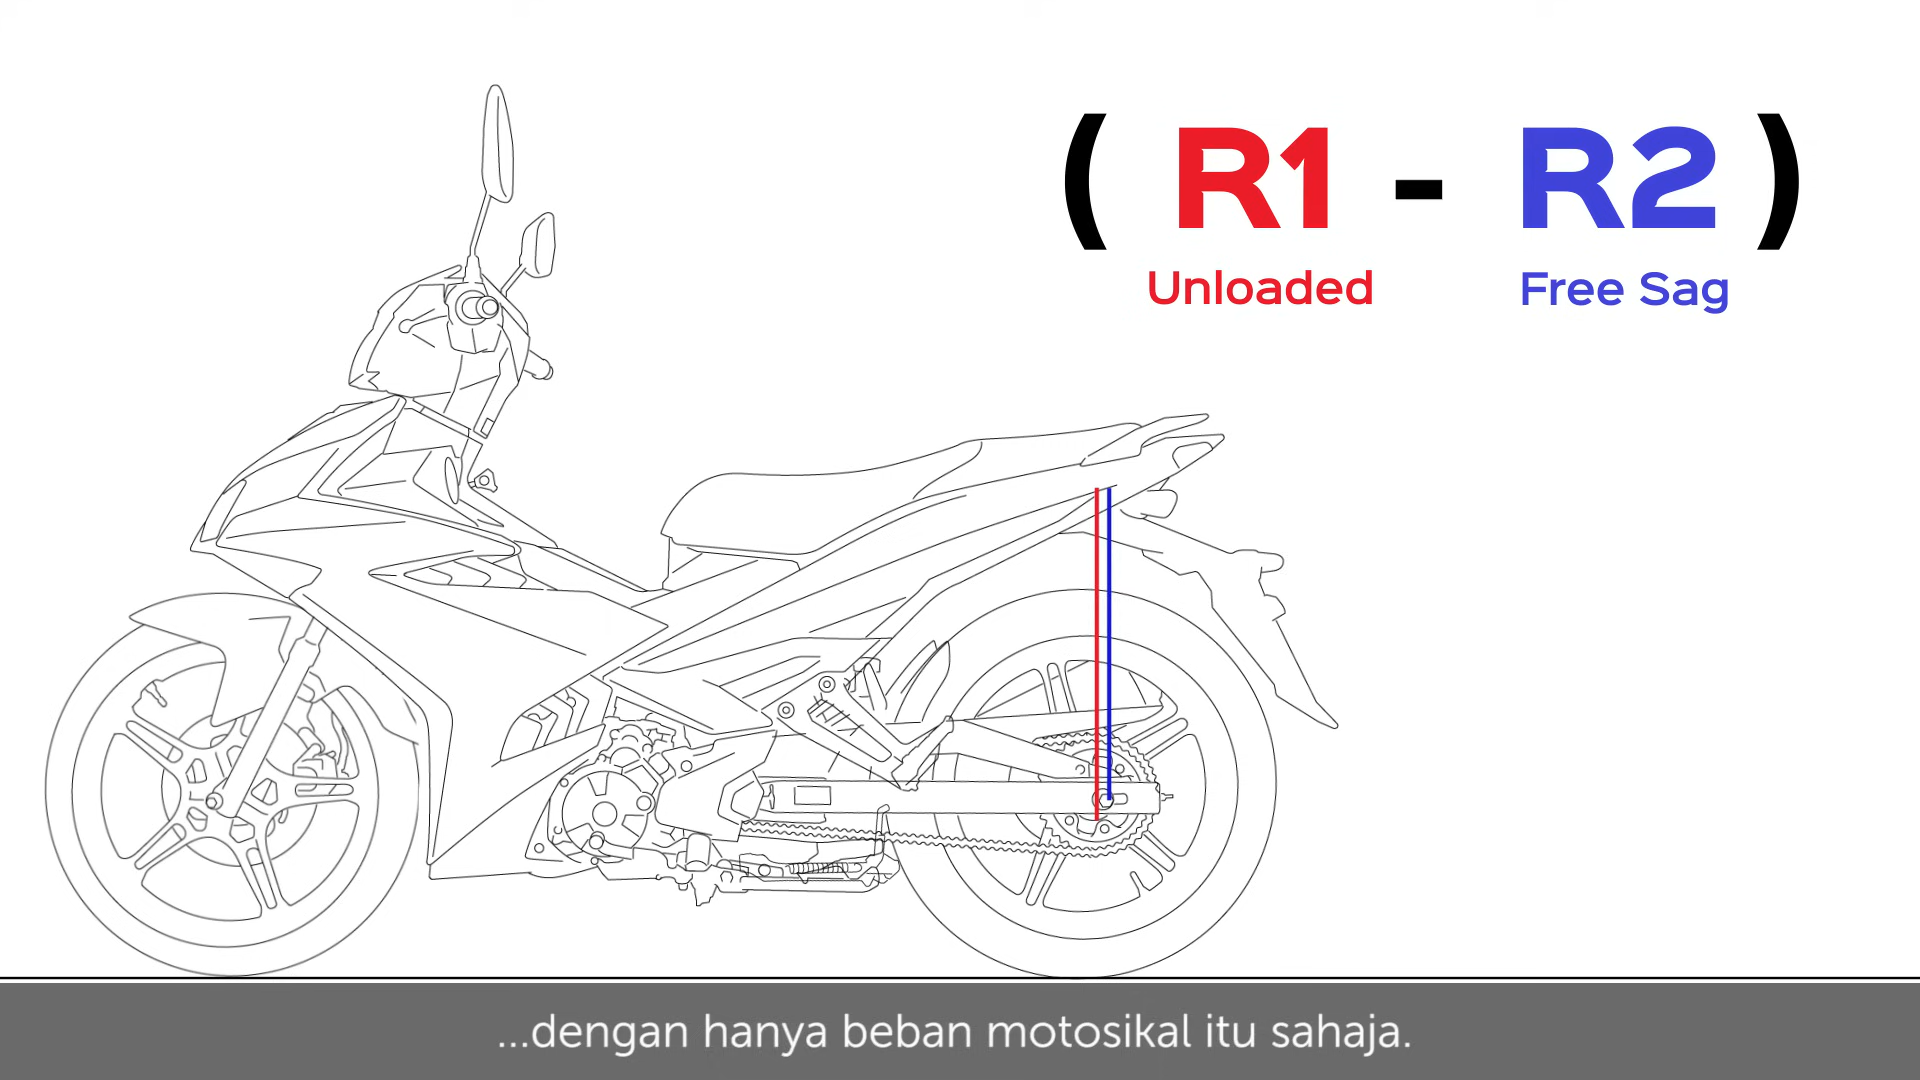 ( R1 - R2 )
Unloaded Free Sag
...dengan hanya beban motosikal itu sahaja.